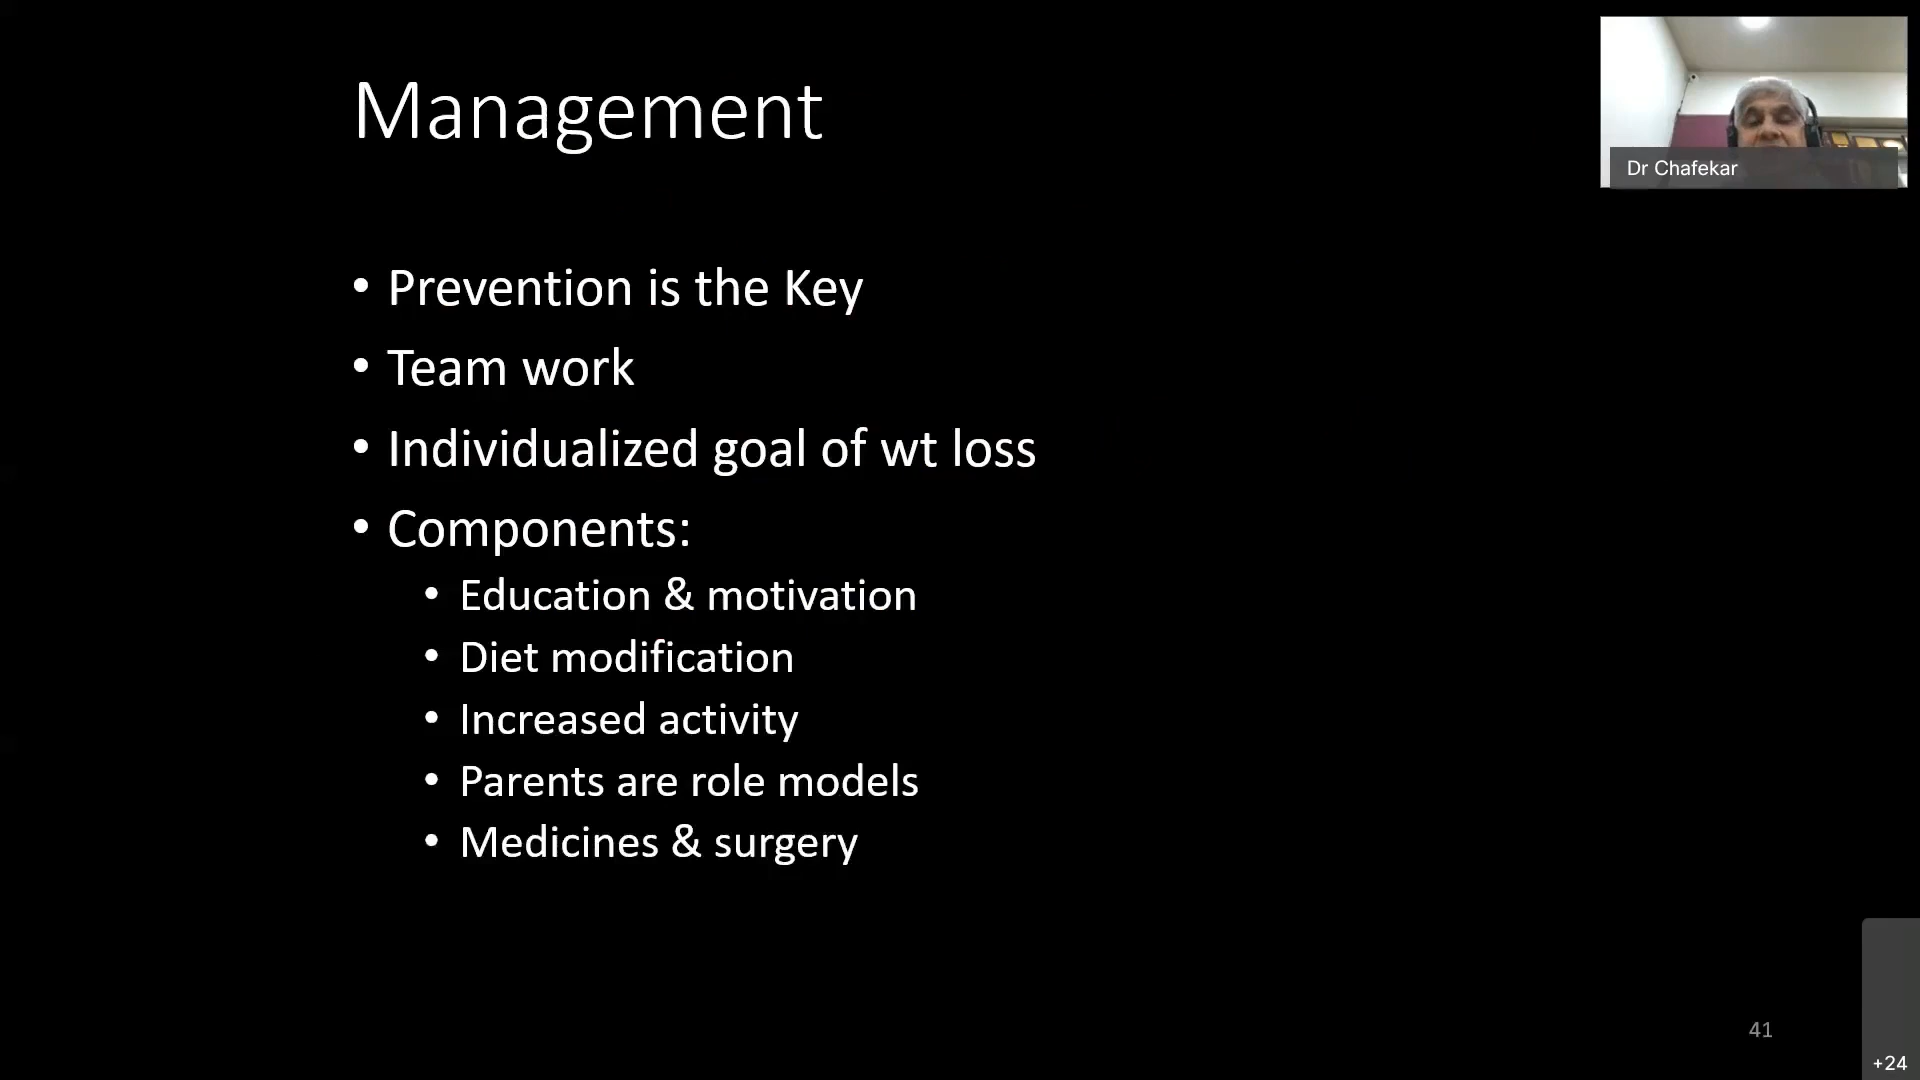 Management
Dr Chafekar
• Prevention is the Key
• Team work
• Individualized goal of wt loss
• Components:
• Education & motivation
• Diet modification
• Increased activity
• Parents are role models
• Medicines & surgery
41
+24